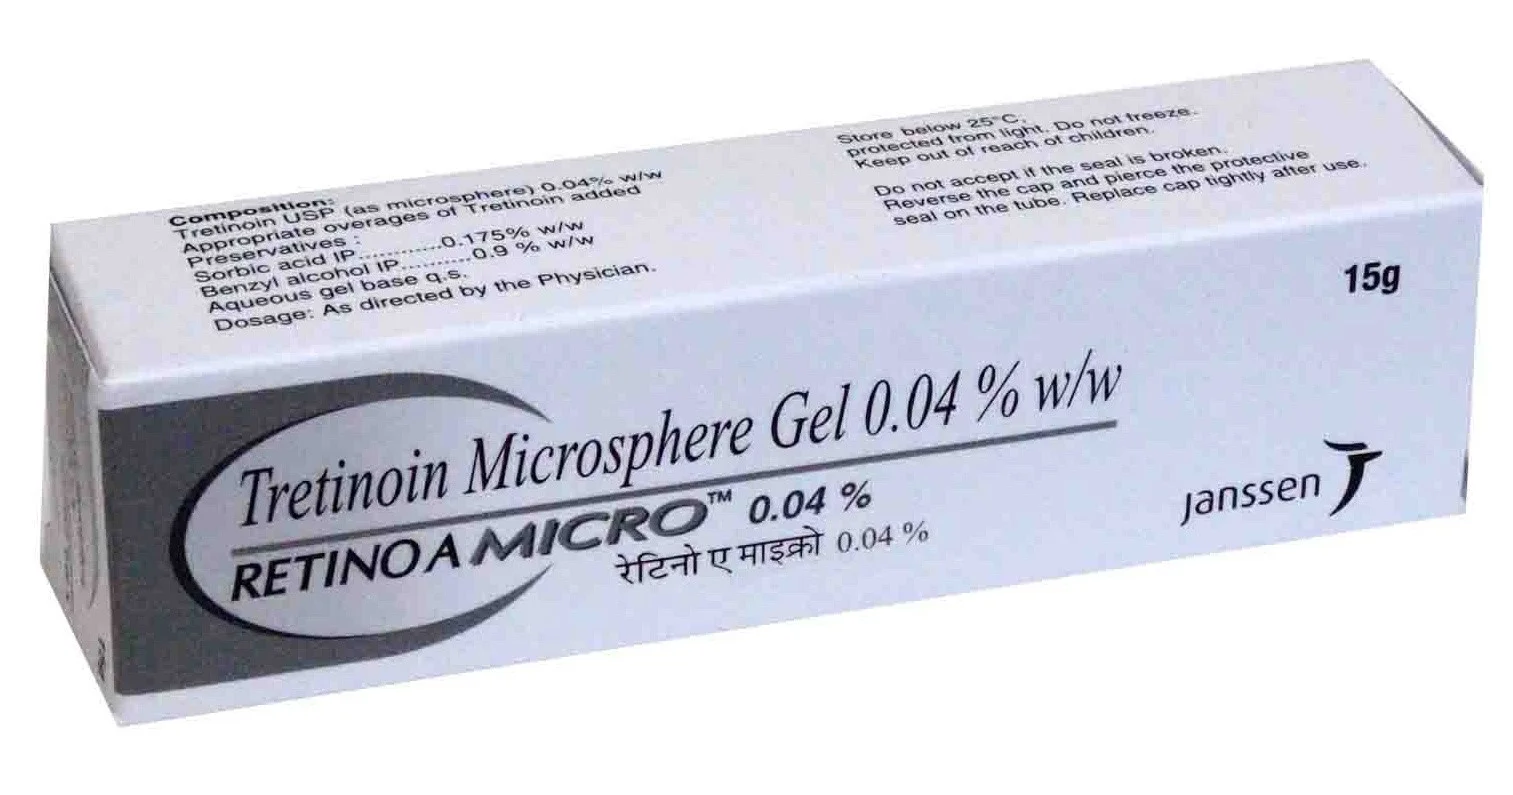 Composition:
Tretinoin USP (as microsphere) 0.04% w/w
Appropriate overages of Tretinoin added
Preservatives :
Sorbic acid IP............0.175% w/w
Benzyl alcohol IP..........0.9 % w/w
Aqueous gel base q.s.
Dosage: As directed by the Physician.
Store below 25°C,
protected from light. Do not freeze.
Keep out of reach of children.
Do not accept if the seal is broken.
Reverse the cap and pierce the protective
seal on the tube. Replace cap tightly after use.
15g
Tretinoin Microsphere Gel 0.04 % w/w
RETINO A MICRO™ 0.04 %
रेटिनो ए माइक्रो 0.04 %
janssen